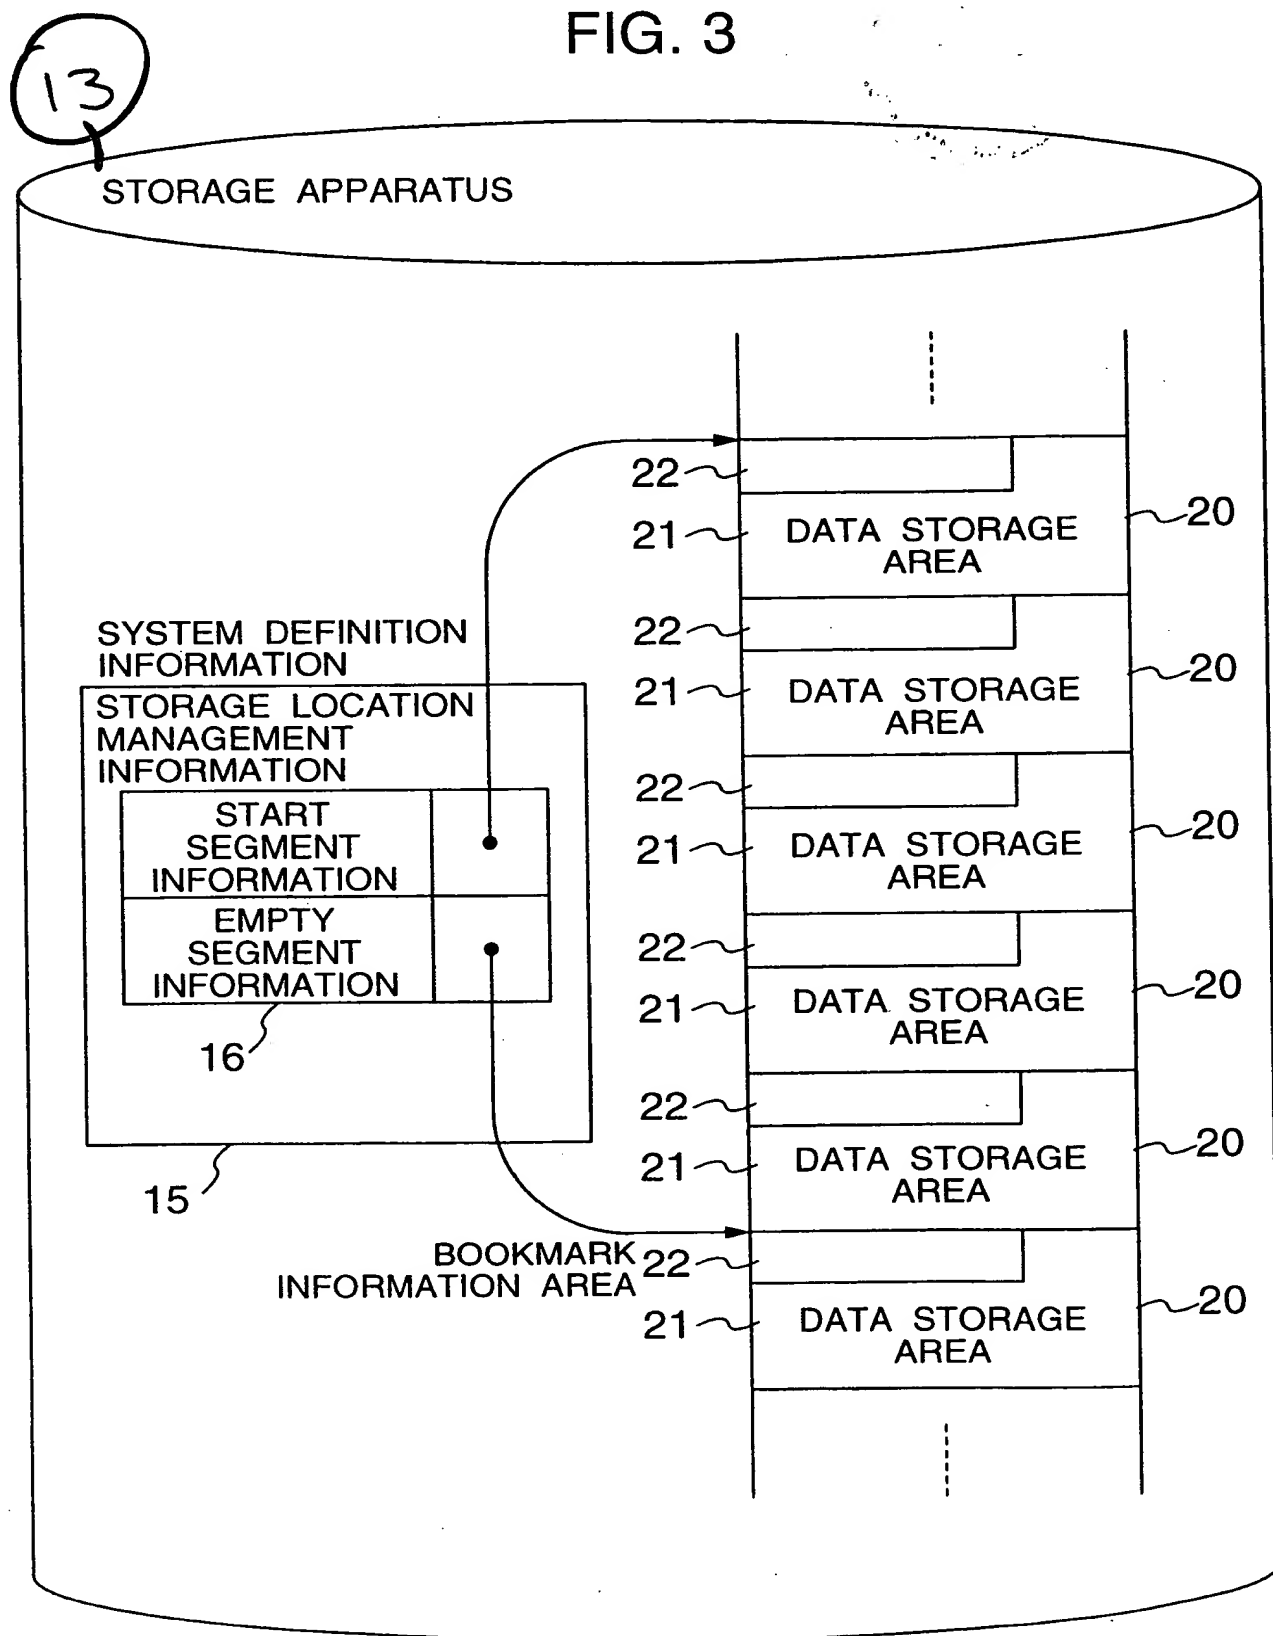 FIG. 3
13
STORAGE APPARATUS
22
21
DATA STORAGE
AREA
20
SYSTEM DEFINITION
INFORMATION
STORAGE LOCATION
MANAGEMENT
INFORMATION
START
SEGMENT
INFORMATION
EMPTY
SEGMENT
INFORMATION
16
15
22
21
DATA STORAGE
AREA
20
22
21
DATA STORAGE
AREA
20
22
21
DATA STORAGE
AREA
20
22
21
DATA STORAGE
AREA
20
BOOKMARK
INFORMATION AREA
22
21
DATA STORAGE
AREA
20